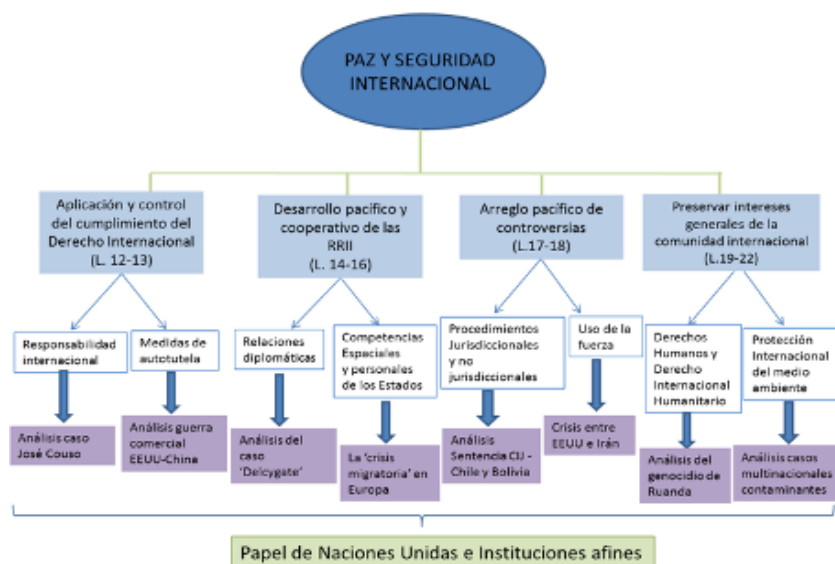 PAZ Y SEGURIDAD
INTERNACIONAL
Aplicación y control
del cumplimiento del
Derecho Internacional
(L. 12-13)
Desarrollo pacífico y
cooperativo de las
RRII
(L. 14-16)
Arreglo pacífico de
controversias
(L.17-18)
Preservar intereses
generales de la
comunidad internacional
(L.19-22)
Responsabilidad
internacional
Medidas de
autotutela
Relaciones
diplomáticas
Competencias
Espaciales
y personales
de los Estados
Procedimientos
Jurisdiccionales
y no
jurisdiccionales
Uso de la
fuerza
Derechos
Humanos y
Derecho
Internacional
Humanitario
Protección
Internacional
del medio
ambiente
Análisis caso
José Couso
Análisis guerra
comercial
EEUU-China
Análisis del
caso
'Delcygate'
La 'crisis
migratoria' en
Europa
Análisis
Sentencia CIJ -
Chile y Bolivia
Crisis entre
EEUU e Irán
Análisis del
genocidio de
Ruanda
Análisis casos
multinacionales
contaminantes
Papel de Naciones Unidas e Instituciones afines